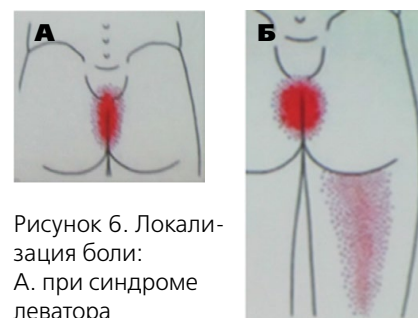 А
Б
Рисунок 6. Локали-
зация боли:
А. при синдроме
леватора